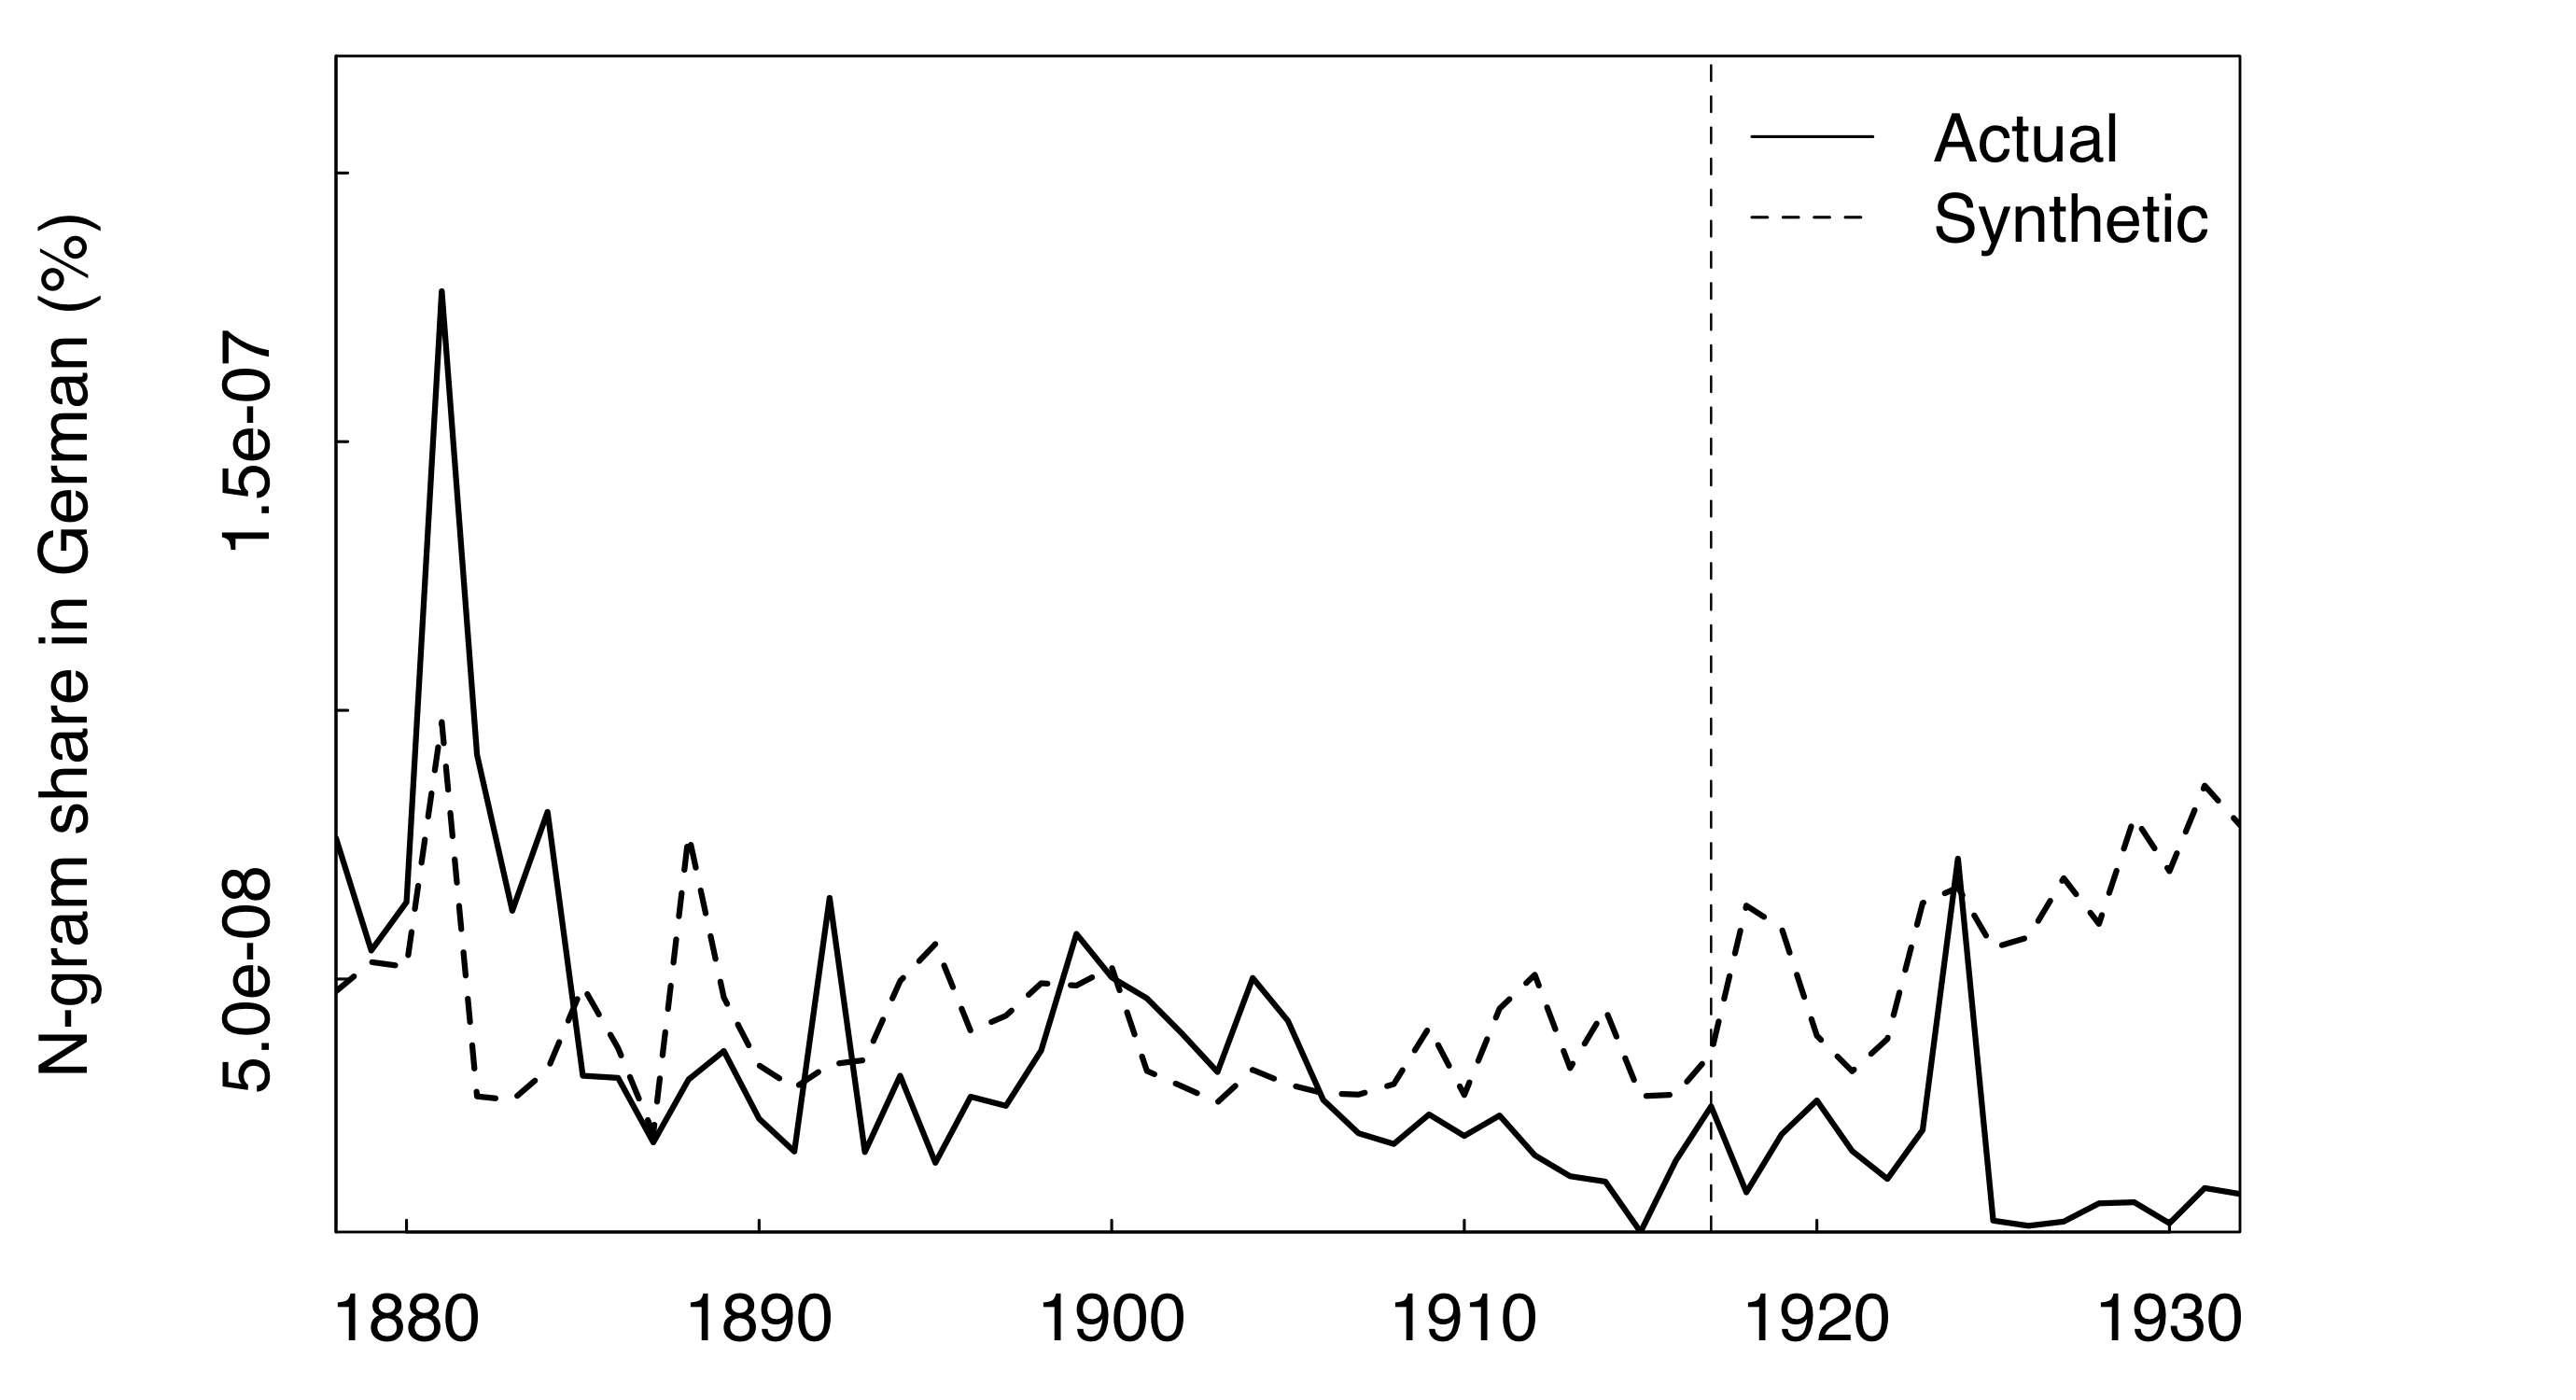 N-gram share in German (%)
1.5e-07
5.0e-08
Actual
Synthetic
1880 1890 1900 1910 1920 1930